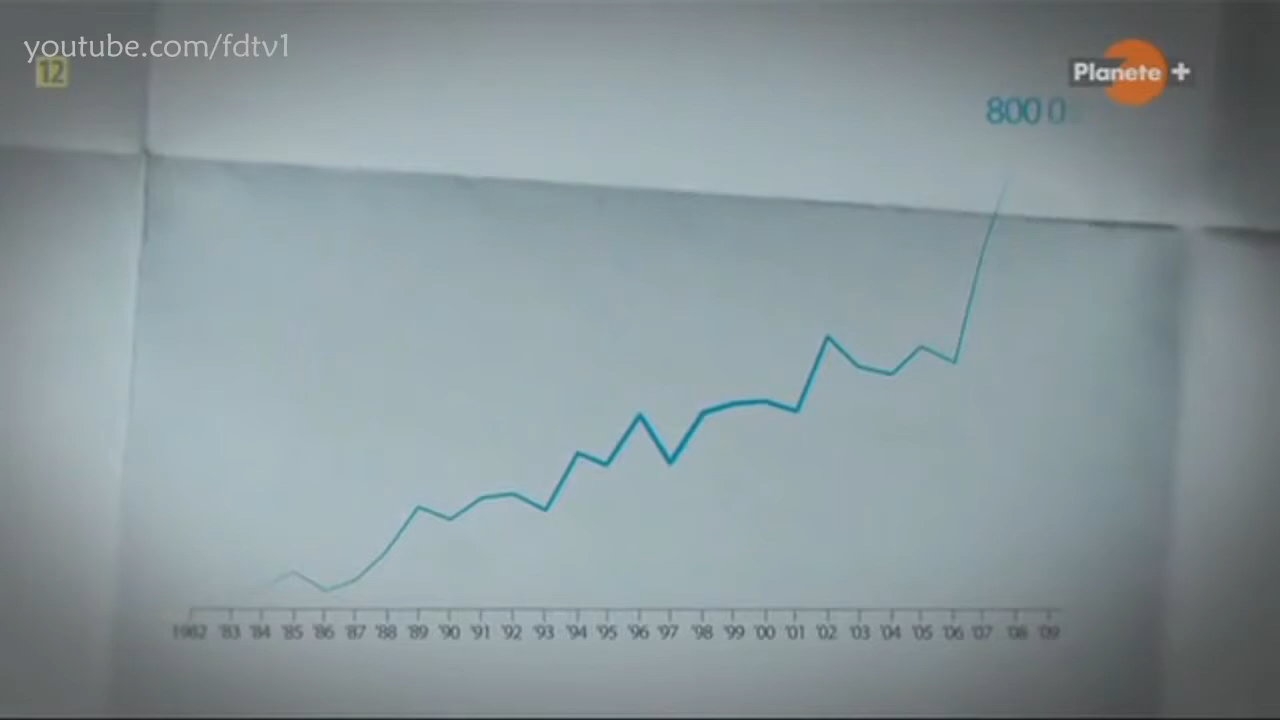 youtube.com/fdtv1
12
Planete +
800 0
1982 '83 '84 '85 '86 '87 '88 '89 '90 '91 '92 '93 '94 '95 '96 '97 '98 '99 '00 '01 '02 '03 '04 '05 '06 '07 '08 '09